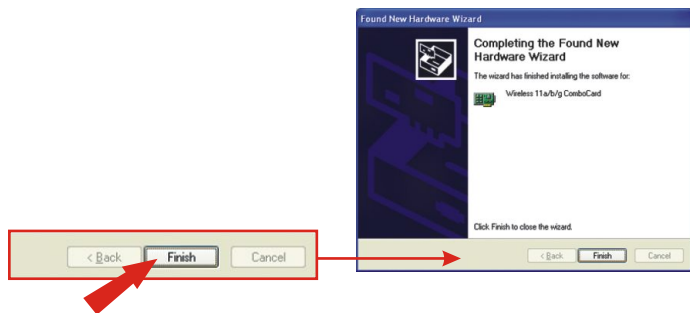 Found New Hardware Wizard
Completing the Found New
Hardware Wizard
The wizard has finished installing the software for:
Wireless 11a/b/g ComboCard
Click Finish to close the wizard.
< Back Finish Cancel
< Back Finish Cancel